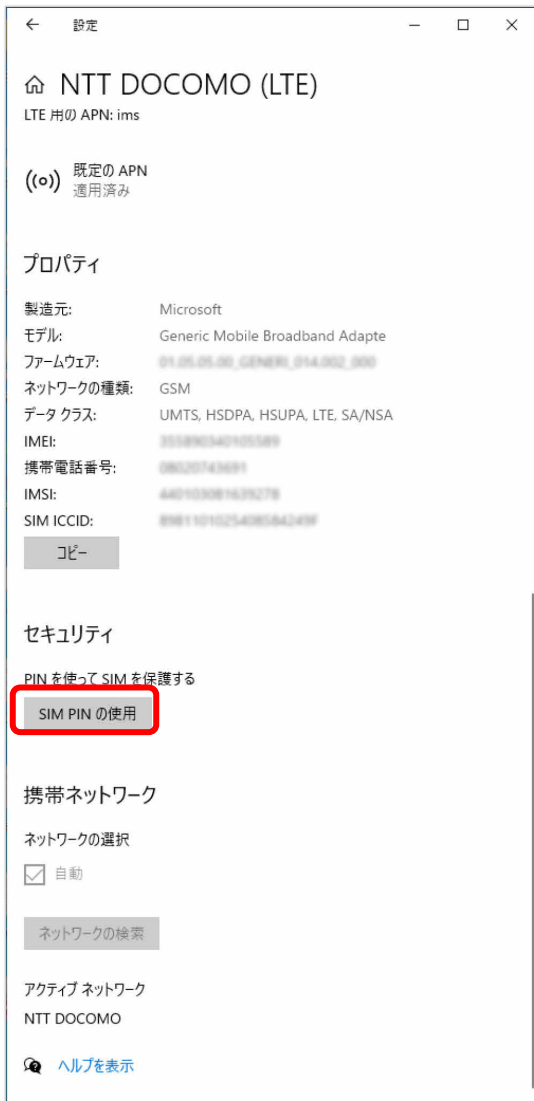 設定
NTT DOCOMO (LTE)
LTE 用の APN: ims
既定の APN
適用済み
プロパティ
製造元: Microsoft
モデル: Generic Mobile Broadband Adapte
ファームウェア:
ネットワークの種類: GSM
データ クラス: UMTS, HSDPA, HSUPA, LTE, SA/NSA
IMEI:
携帯電話番号:
IMSI:
SIM ICCID:
コピー
セキュリティ
PIN を使って SIM を保護する
SIM PIN の使用
携帯ネットワーク
ネットワークの選択
自動
ネットワークの検索
アクティブ ネットワーク
NTT DOCOMO
ヘルプを表示